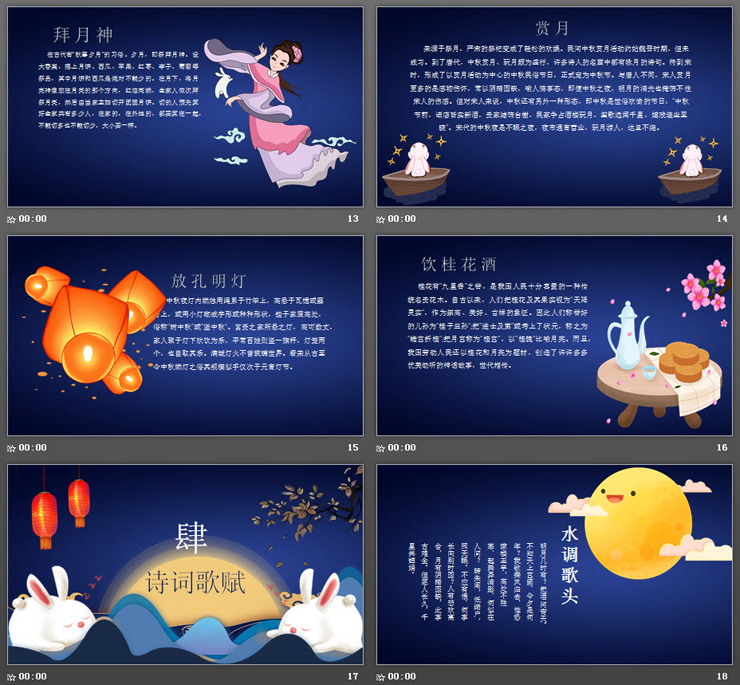 拜月神
在古代有“秋暮夕月”的习俗。夕月，即祭拜月神。设
大香案，摆上月饼、西瓜、苹果、红枣、李子、葡萄等
祭品，其中月饼和西瓜是绝对不能少的。在月下，将月
亮神像放在月亮的那个方向，红烛高燃，全家人依次拜
祭月亮，然后由当家主妇切开团圆月饼。切的人预先算
好全家共有多少人，在家的，在外地的，都要算在一起，
不能切多也不能切少，大小要一样。
00:00
13
赏月
来源于祭月，严肃的祭祀变成了轻松的欢娱。民间中秋赏月活动约始魏晋时期，但未
成习。到了唐代，中秋赏月、玩月颇为盛行，许多诗人的名篇中都有咏月的诗句。待到宋
时，形成了以赏月活动为中心的中秋民俗节日，正式定为中秋节。与唐人不同，宋人赏月
更多的是感物伤怀，常以阴晴圆缺，喻人情事态，即使中秋之夜，明月的清光也掩饰不住
宋人的伤感。但对宋人来说，中秋还有另外一种形态，即中秋是世俗欢愉的节日：“中秋
节前，诸店皆卖新酒，贵家结饰台榭，民家争占酒楼玩月，笙歌远闻千里，嬉戏连坐至
晓”。宋代的中秋夜是不眠之夜，夜市通宵营业，玩月游人，达旦不绝。
00:00
14
放孔明灯
中秋夜灯内燃烛用绳系于竹竿上，高悬于瓦檐或露
上，或用小灯砌成字形或种种形状，挂于家屋高处，
俗称“树中秋”或“竖中秋”。富贵之家所悬之灯，高可数丈，
家人聚于灯下欢饮为乐，平常百姓则竖一旗杆，灯笼两
个，也自取其乐。满城灯火不啻琉璃世界。看来从古至
今中秋燃灯之俗其规模似乎仅次于元宵灯节。
00:00
15
饮桂花酒
桂花有“九里香”之誉，是我国人民十分喜爱的一种传
统名贵花木。自古以来，人们把桂花及其果实视为“天降
灵实”，作为崇高、美好、吉祥的象征。因此人们称誉好
的儿孙为“桂子兰孙”；把“进士及第”或考上了状元，称之为
“蟾宫折桂”；把月宫称为“桂宫”，以“桂魄”比喻月亮。而且，
我国劳动人民还以桂花和月亮为题材，创造了许许多多
优美动听的神话故事，世代相传。
00:00
16
肆
诗词歌赋
00:00
17
水调歌头
明月几时有？把酒问青天。
不知天上宫阙，今夕是何
年？我欲乘风归去，惟恐
琼楼玉宇，高处不胜
寒．起舞弄清影，何似在
人间？ 转朱阁，低绮户，
照无眠。不应有恨，何事
长向别时圆？人有悲欢离
合，月有阴晴圆缺，此事
古难全。但愿人长久，千
里共婵娟。
00:00
18